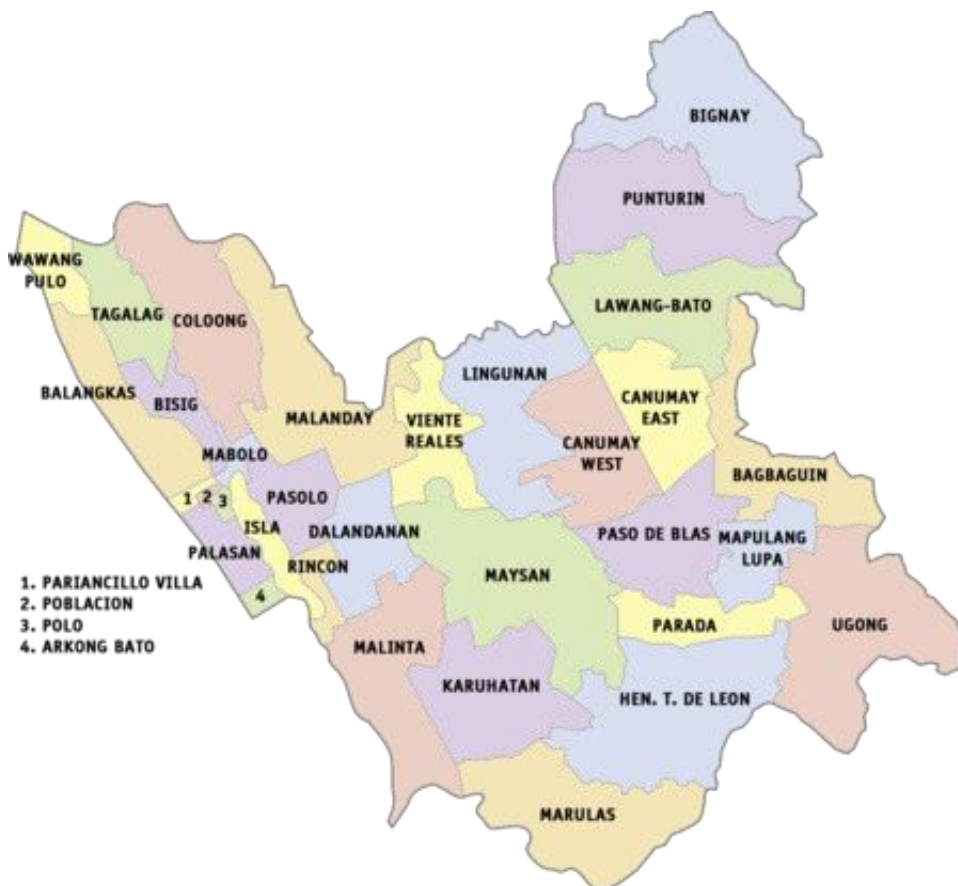 BIGNAY
PUNTURIN
WAWANG
PULO
TAGALAG
COLOONG
LAWANG-BATO
BALANGKAS
BISIG
MALANDAY
VIENTE
REALES
LINGUNAN
CANUMAY
EAST
CANUMAY
WEST
MABOLO
BAGBAGUIN
1
2
3
PASOLO
ISLA
DALANDANAN
PASO DE BLAS
MAPULANG
LUPA
PALASAN
RINCON
MAYSAN
4
PARADA
UGONG
1. PARIANCILLO VILLA
2. POBLACION
3. POLO
4. ARKONG BATO
MALINTA
KARUHATAN
HEN. T. DE LEON
MARULAS